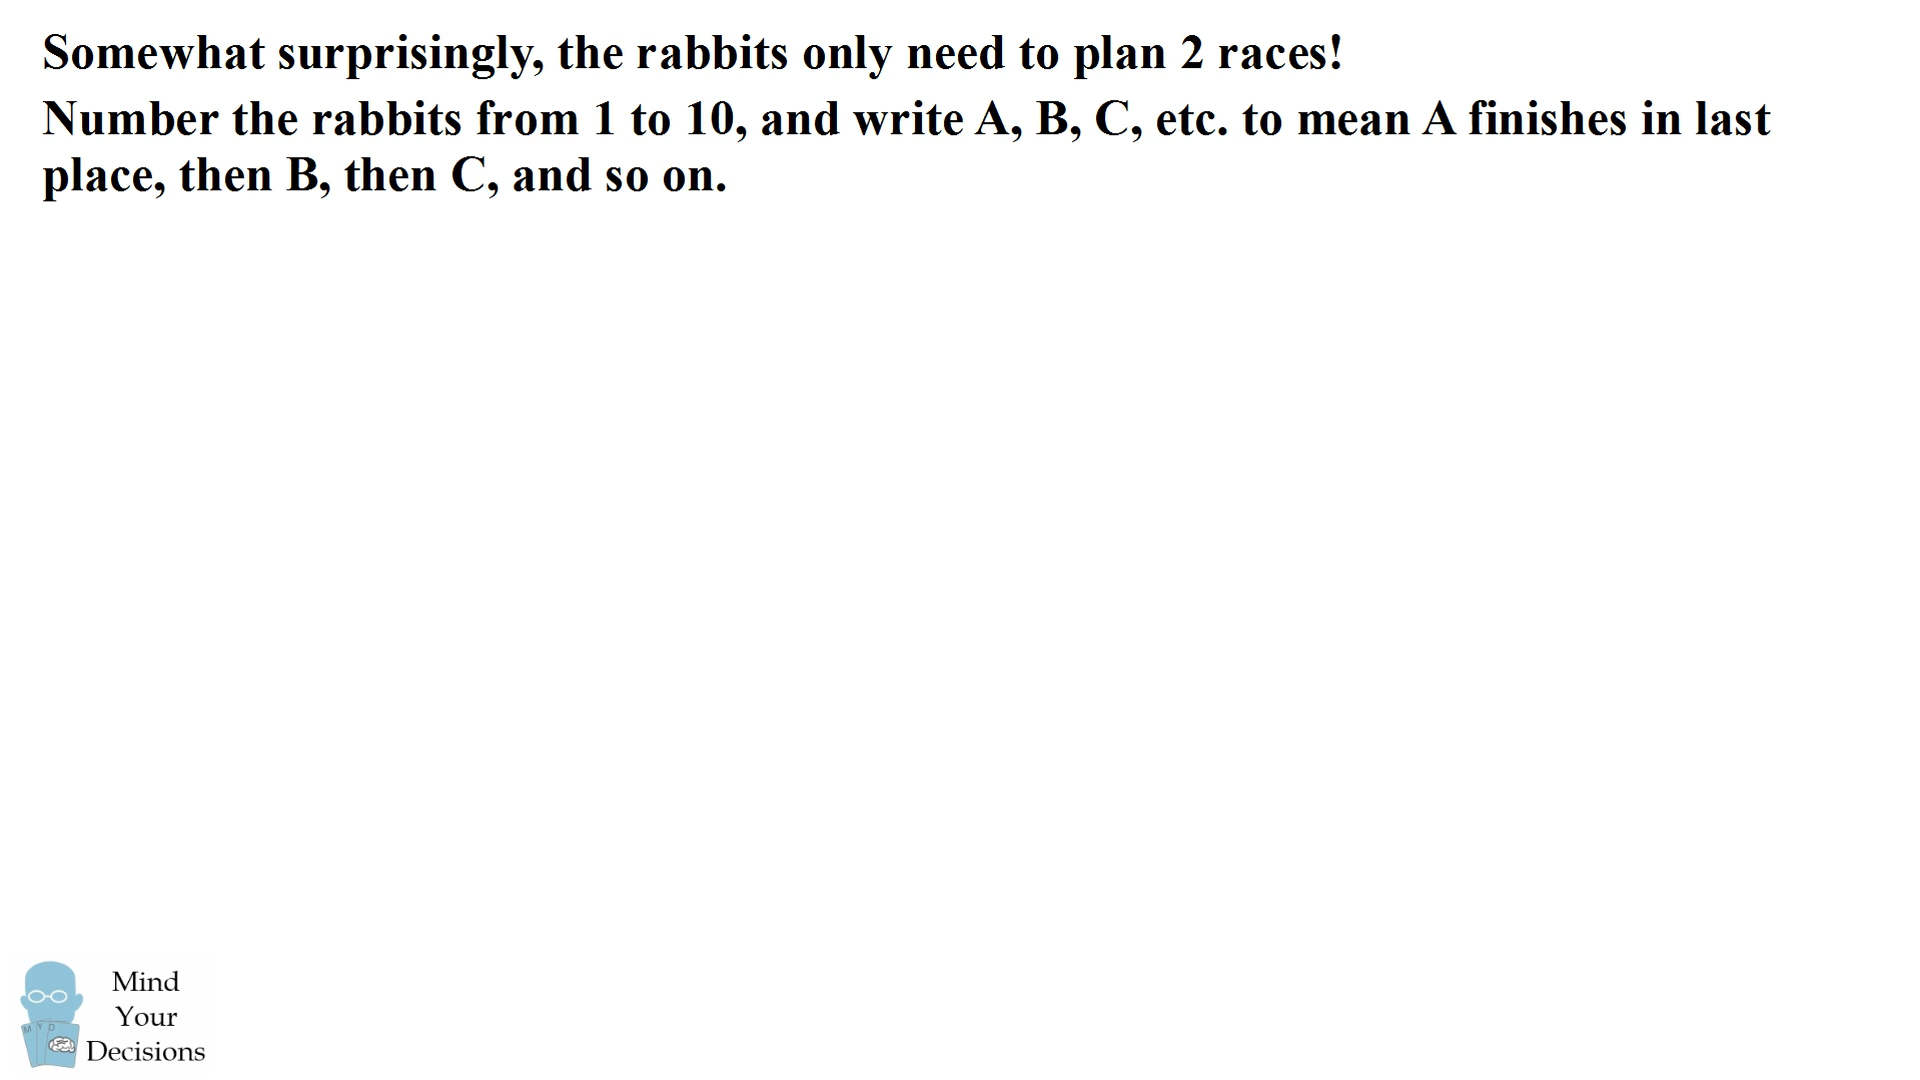 Somewhat surprisingly, the rabbits only need to plan 2 races!
Number the rabbits from 1 to 10, and write A, B, C, etc. to mean A finishes in last
place, then B, then C, and so on.
M Y D
Mind
Your
Decisions